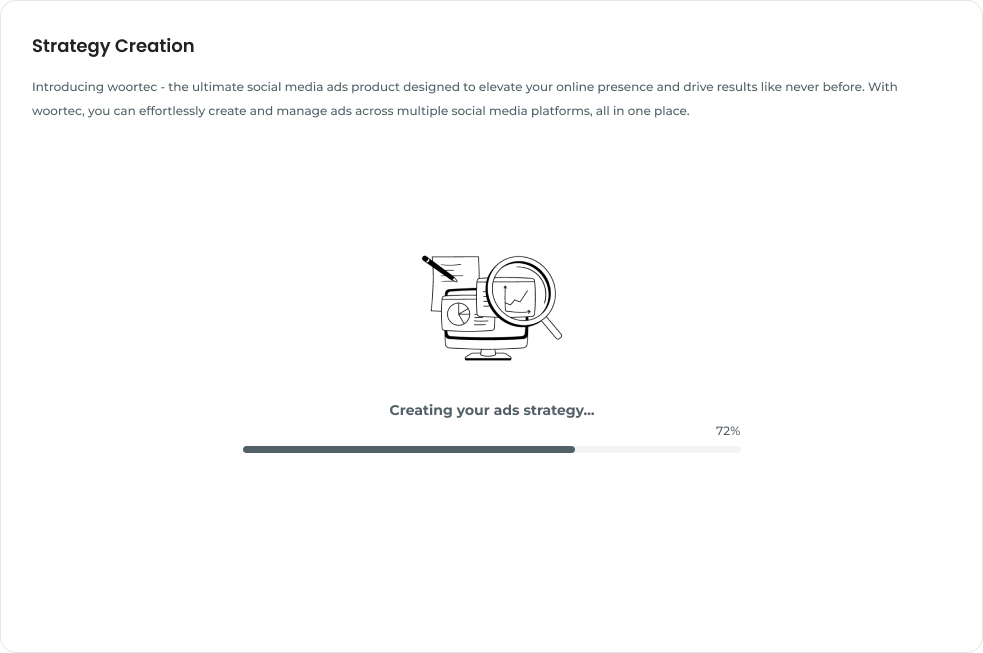 Strategy Creation
Introducing woortec - the ultimate social media ads product designed to elevate your online presence and drive results like never before. With
woortec, you can effortlessly create and manage ads across multiple social media platforms, all in one place.
Creating your ads strategy...
72%